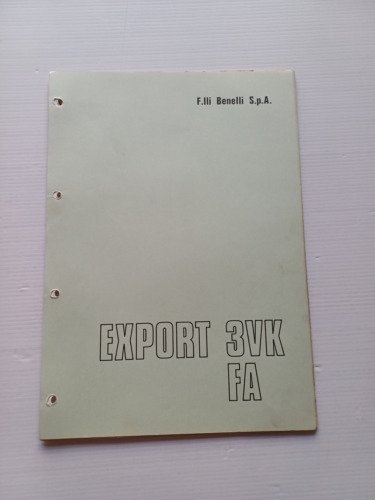 F.lli Benelli S.p.A.
EXPORT 3VK
FA